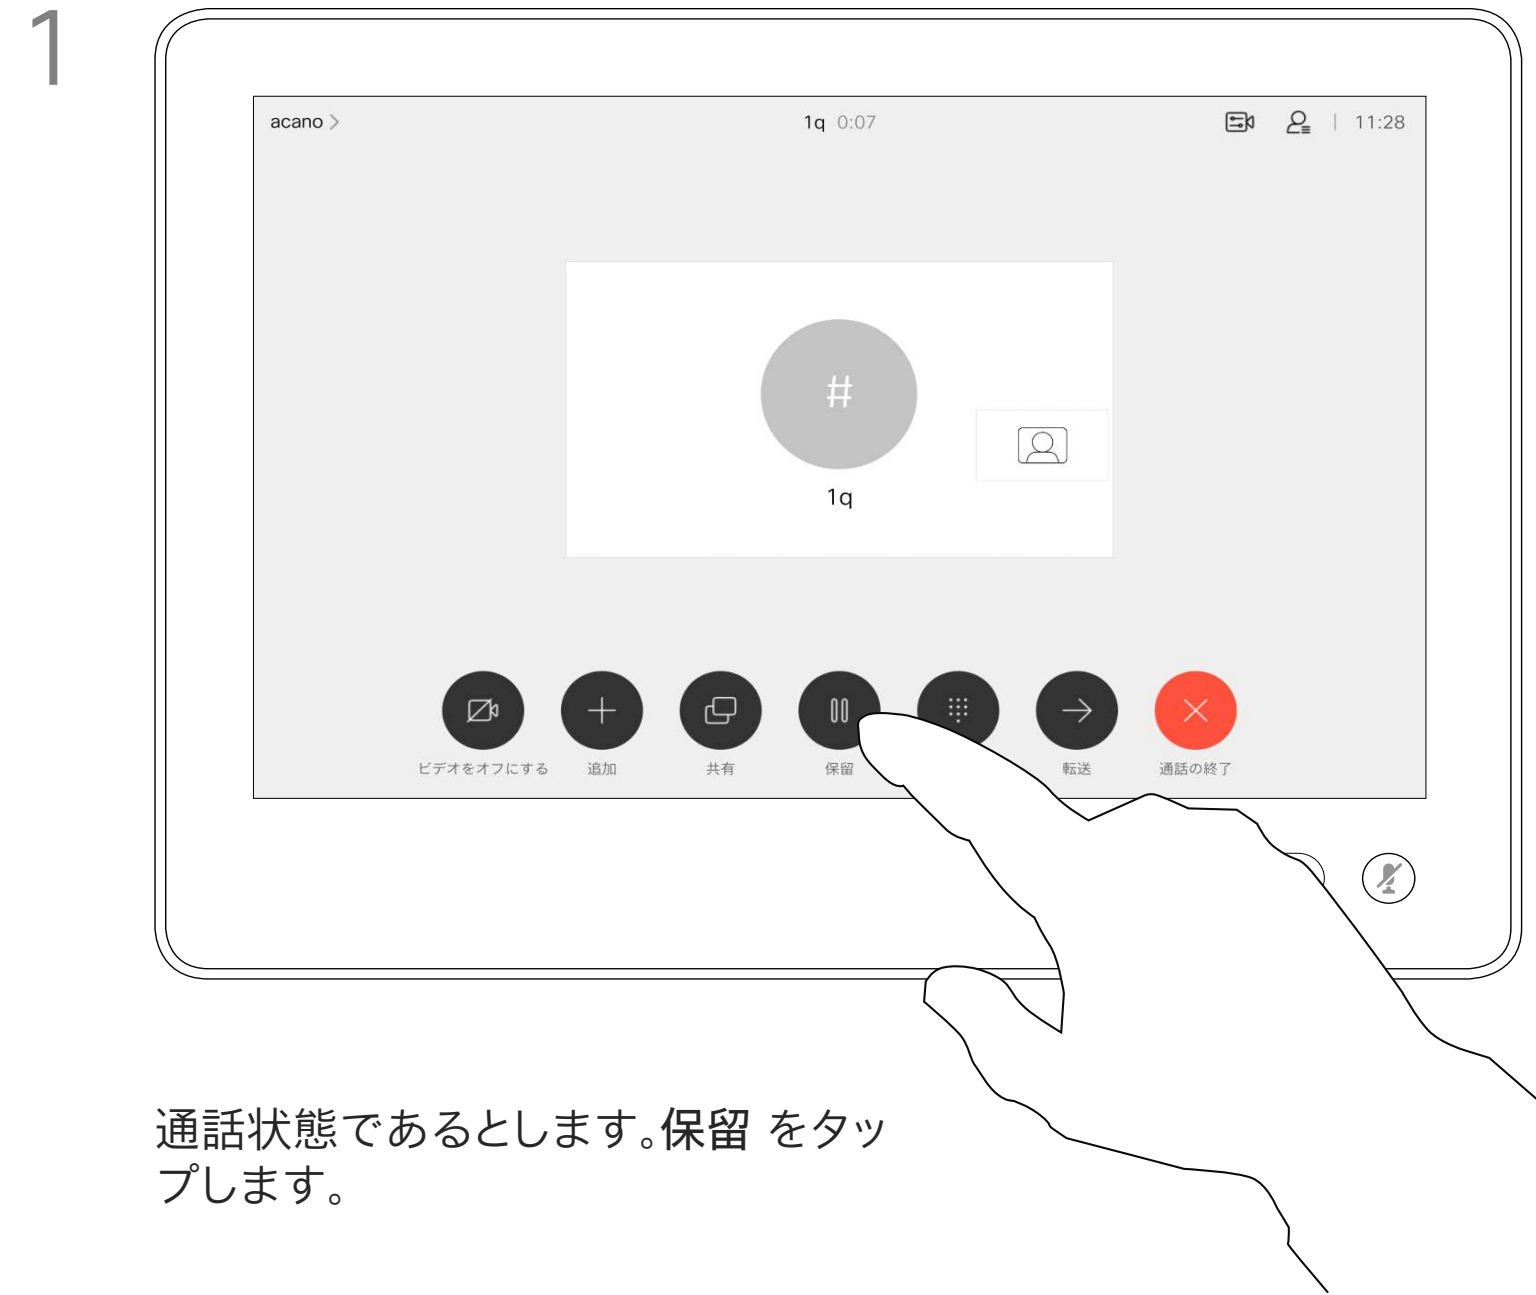 1
acano
1q 0:07
11:28
#
1q
ビデオをオフにする
追加
共有
保留
転送
通話の終了
通話状態であるとします。保留 をタッ
プします。